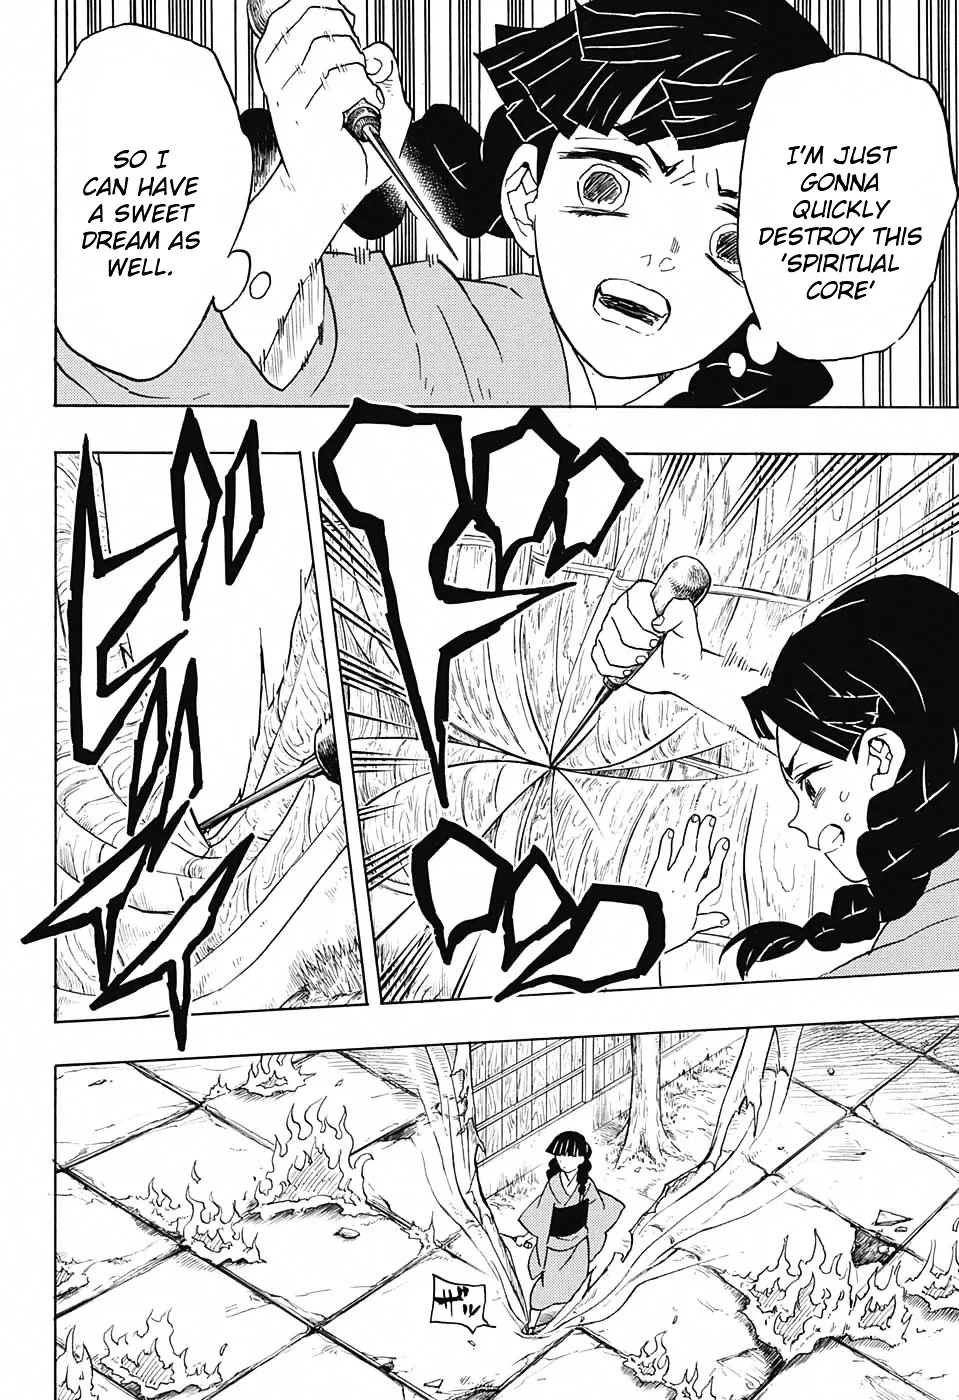 I'M JUST
GONNA
QUICKLY
DESTROY THIS
'SPIRITUAL
CORE'
SO I
CAN HAVE
A SWEET
DREAM AS
WELL.